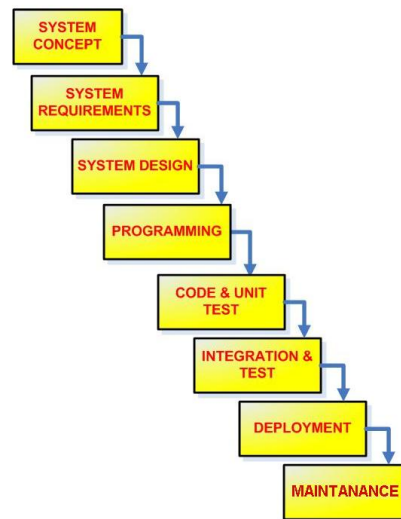 SYSTEM
CONCEPT
SYSTEM
REQUIREMENTS
SYSTEM DESIGN
PROGRAMMING
CODE & UNIT
TEST
INTEGRATION &
TEST
DEPLOYMENT
MAINTANANCE